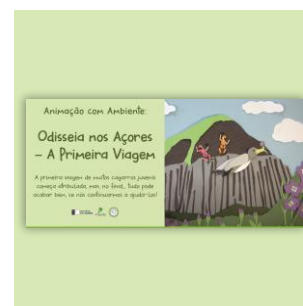 Animação com Ambiente:
Odisseia nos Açores
– A Primeira Viagem
A primeira viagem de muitos cagarros juvenis
começa atribulada, mas, no final, tudo pode
acabar bem, se nós continuarmos a ajudá-los!